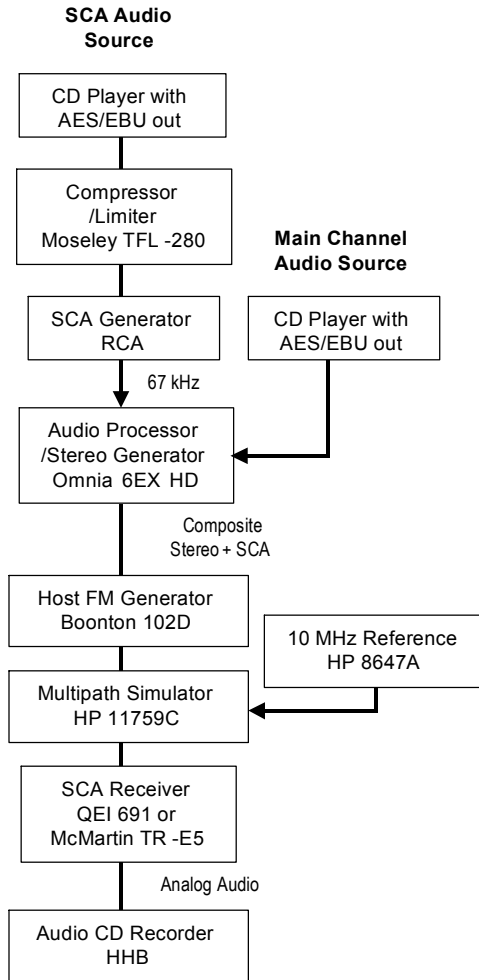 SCA Audio
Source
CD Player with
AES/EBU out
Compressor
/Limiter
Moseley TFL -280
Main Channel
Audio Source
SCA Generator
RCA
CD Player with
AES/EBU out
67 kHz
Audio Processor
/Stereo Generator
Omnia 6EX HD
Composite
Stereo + SCA
Host FM Generator
Boonton 102D
10 MHz Reference
HP 8647A
Multipath Simulator
HP 11759C
SCA Receiver
QEI 691 or
McMartin TR -E5
Analog Audio
Audio CD Recorder
HHB